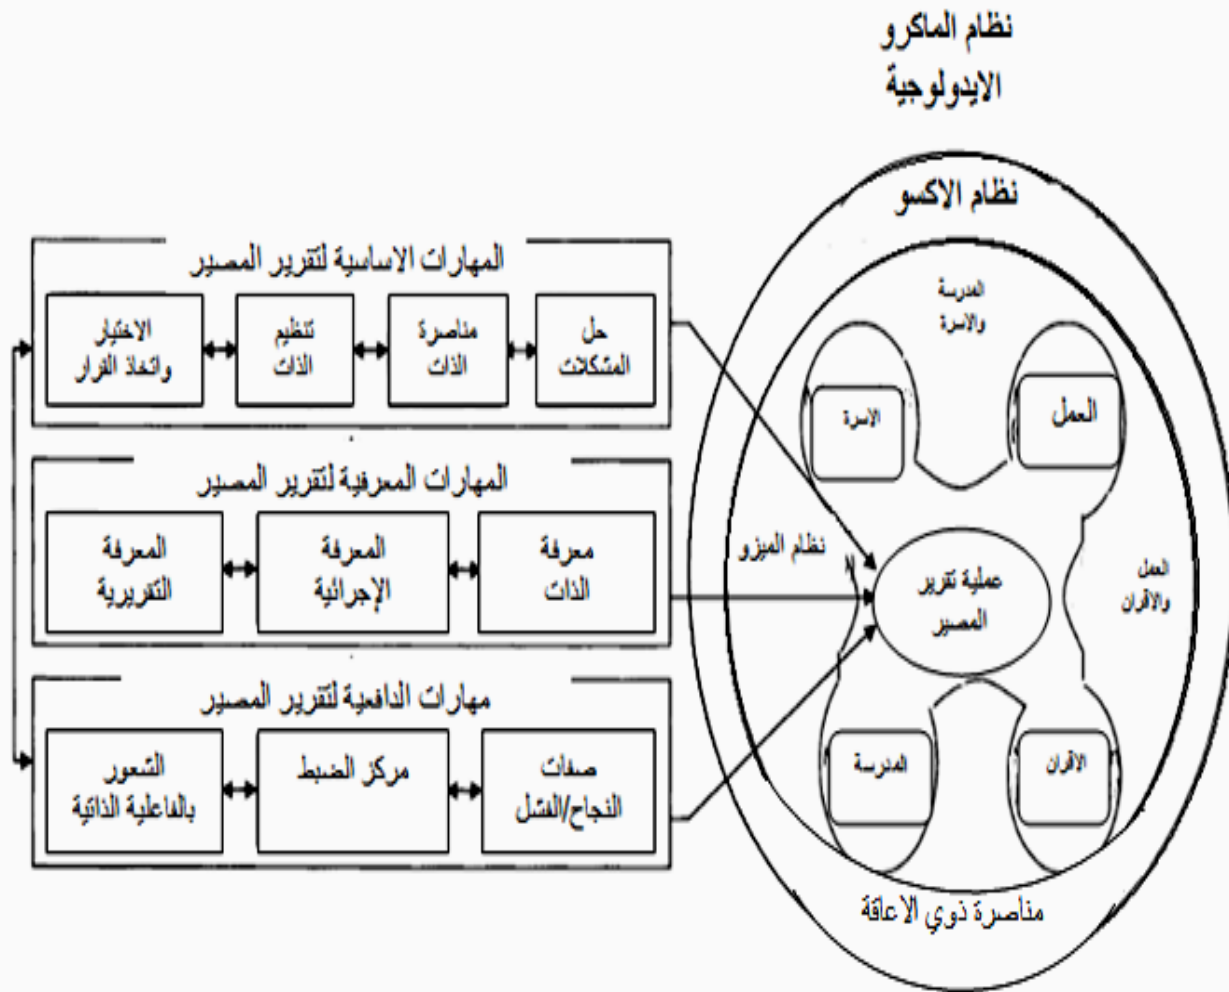 نظام الماكرو
الايدولوجية
نظام الاكسو
المدرسة
والاسرة
الاسرة
العمل
نظام الميزو
عملية تقرير
المصير
العمل
والاقران
المدرسة
الاقران
مناصرة ذوي الاعاقة
المهارات الاساسية لتقرير المصير
حل
المشكلات
مناصرة
الذات
تنظيم
الذات
الاختيار
واتخاذ القرار
المهارات المعرفية لتقرير المصير
معرفة
الذات
المعرفة
الإجرائية
المعرفة
التقريرية
مهارات الدافعية لتقرير المصير
صفات
النجاح/الفشل
مركز الضبط
الشعور
بالفاعلية الذاتية